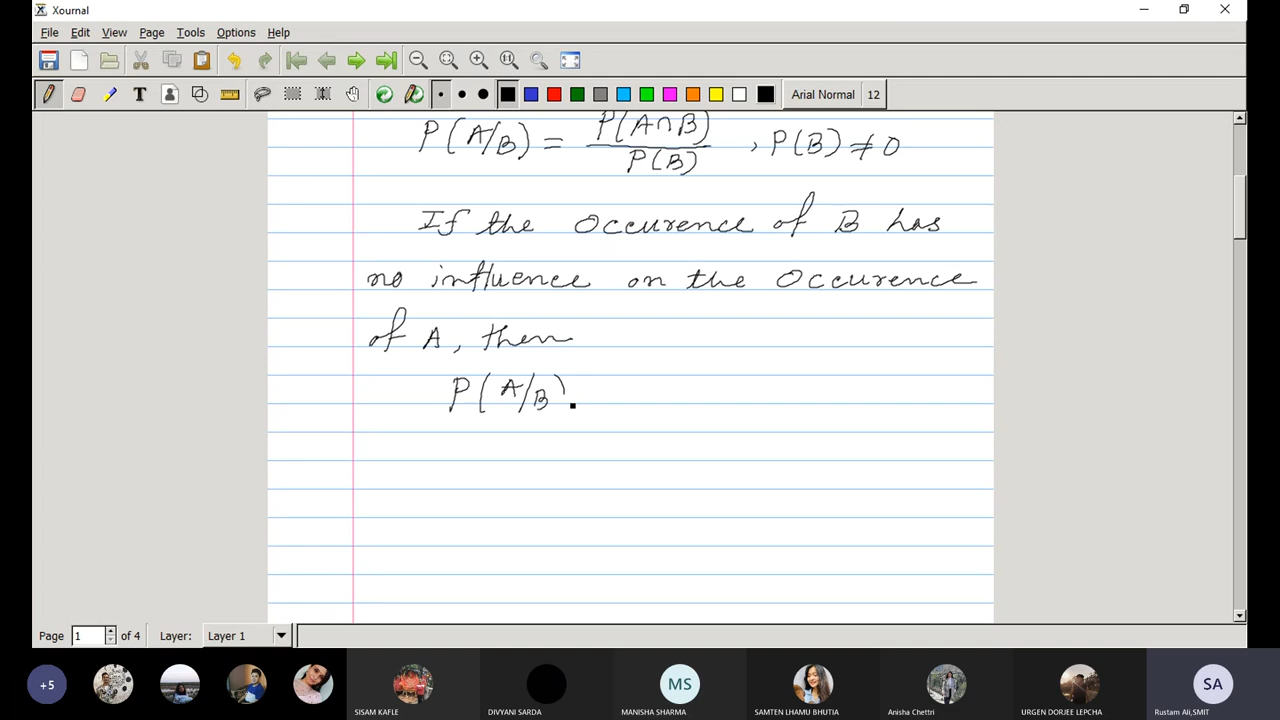 Xournal
File Edit View Page Tools Options Help
Arial Normal 12
P(A/B) = P(A∩B)/P(B) , P(B) ≠ 0
If the Occurence of B has
no influence on the Occurence
of A, then
P(A/B)
Page 1 of 4 Layer: Layer 1
+5 MS SA
SISAM KAFLE DIVYANI SARDA MANISHA SHARMA SAMTEN LHAMU BHUTIA Anisha Chettri URGEN DORJEE LEPCHA Rustam Ali,SMIT